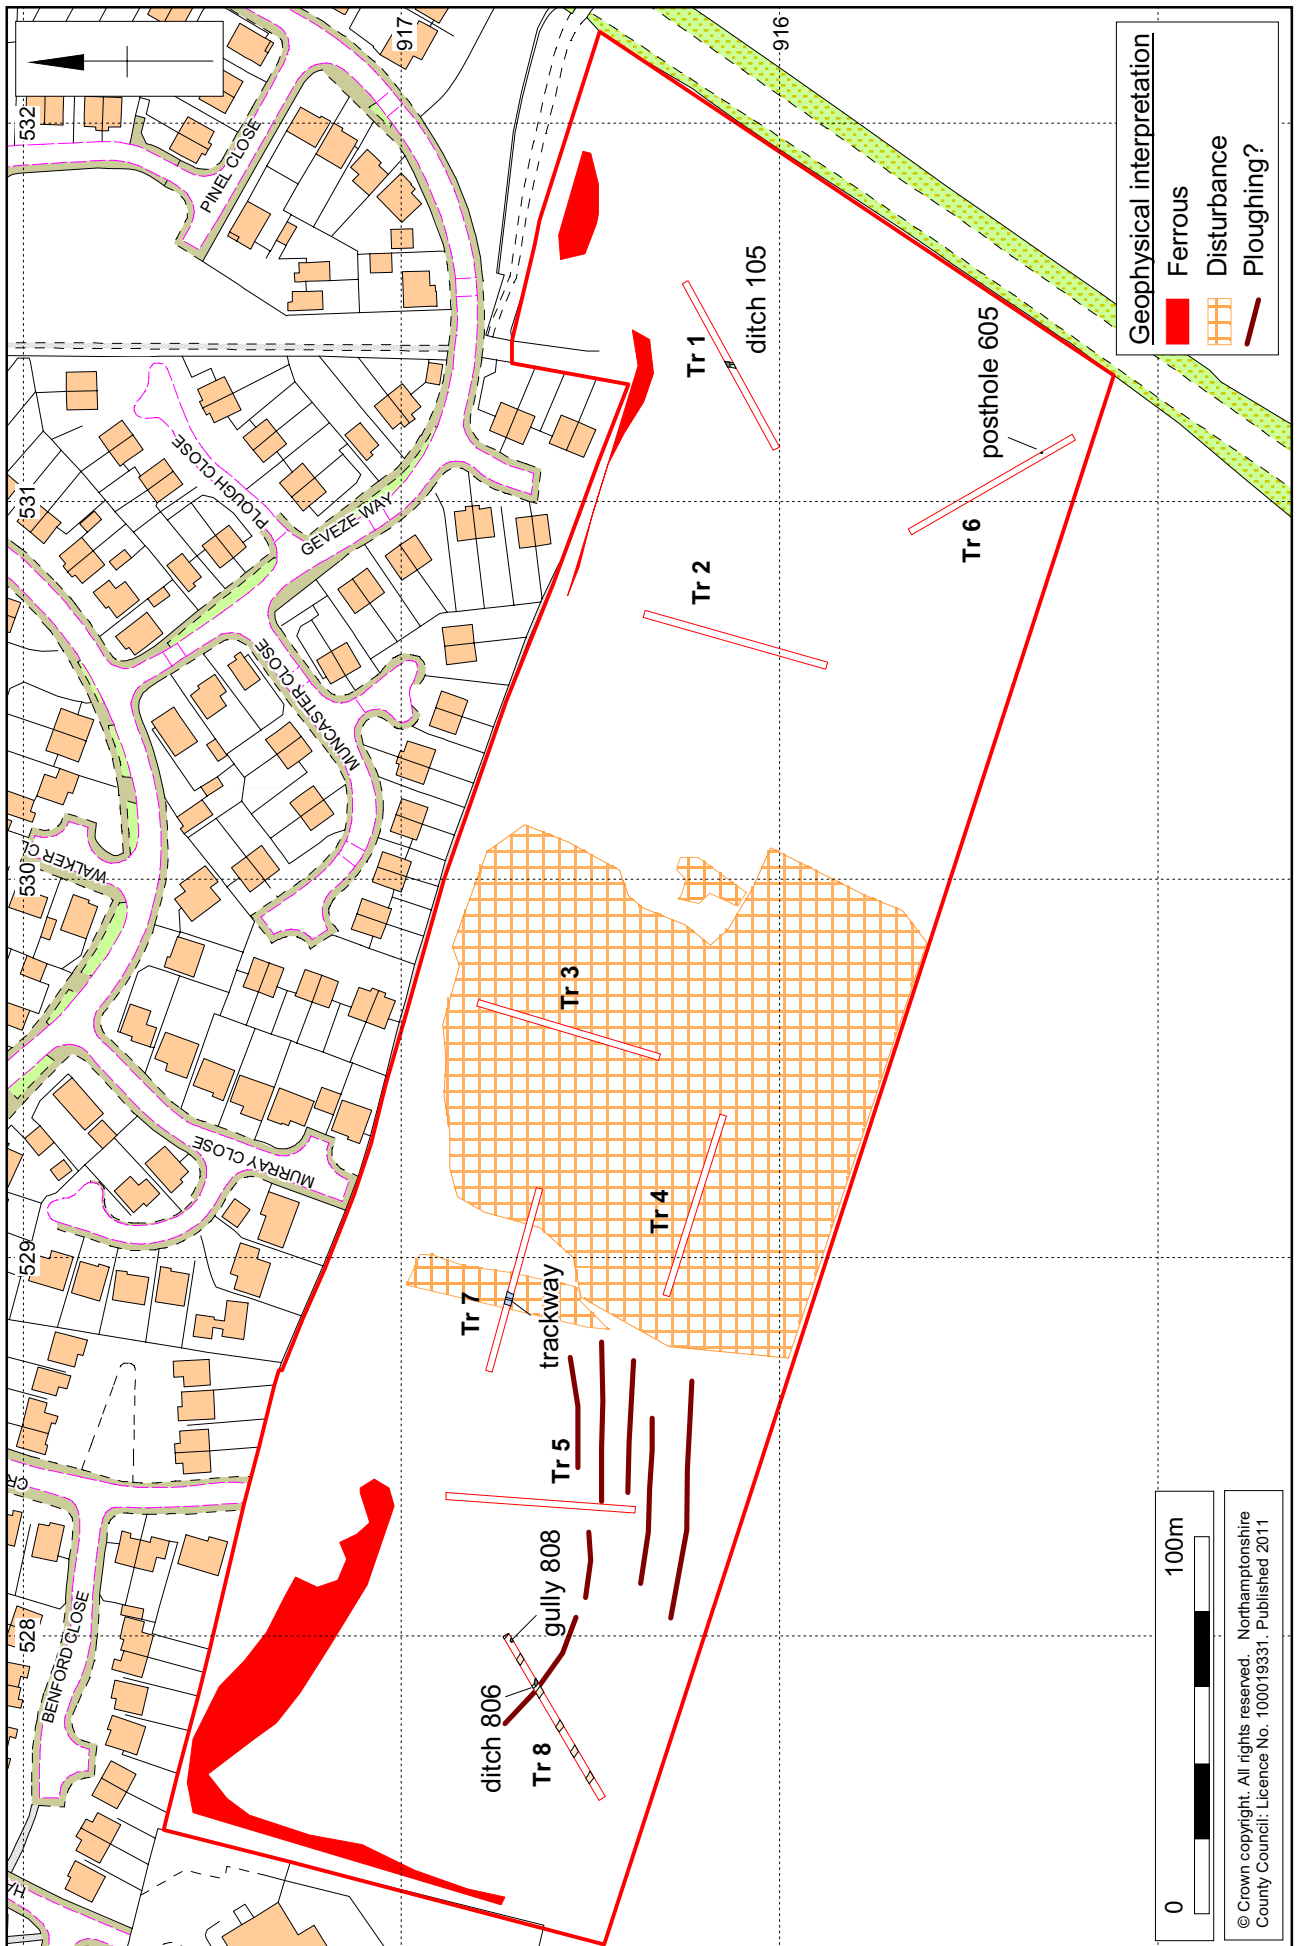 532
531
530
529
528
917
916
PINEL CLOSE
PLOUGH CLOSE
GEVEZE WAY
MUNCASTER CLOSE
WALKER CL
MURRAY CLOSE
CR
BENFORD CLOSE
HA
Tr 1
ditch 105
posthole 605
Tr 6
Tr 2
Tr 3
Tr 4
Tr 7
trackway
Tr 5
gully 808
ditch 806
Tr 8
Geophysical interpretation
Ferrous
Disturbance
Ploughing?
0
100m
© Crown copyright. All rights reserved. Northamptonshire
County Council: Licence No. 100019331. Published 2011